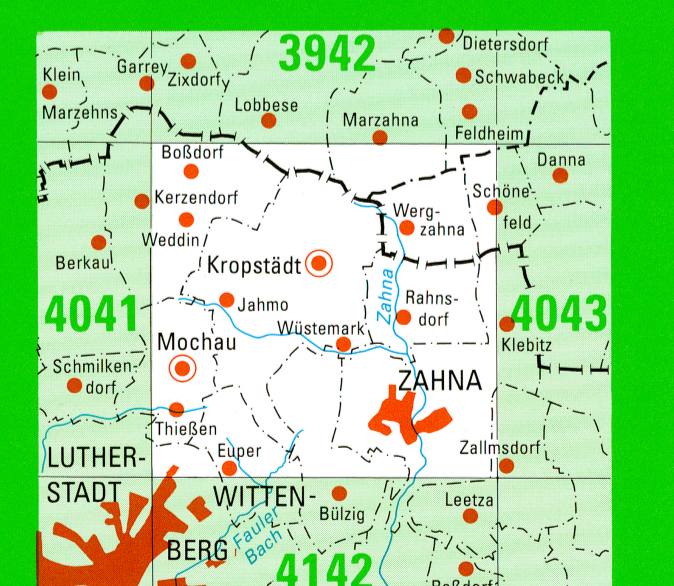 3942
Dietersdorf
Klein
Marzehns
Garrey
Zixdorf
Schwabeck
Lobbese
Marzahna
Feldheim
Boßdorf
Danna
Kerzendorf
Schöne-
feld
Werg-
zahna
Weddin
Berkau
Kropstädt
Zahna
4041
Jahmo
Rahns-
dorf
4043
Mochau
Wüstemark
Klebitz
Schmilken-
dorf
ZAHNA
Thießen
LUTHER-
STADT
Euper
Zallmsdorf
WITTEN-
BERG
Bülzig
Leetza
Fauler
Bach
4142